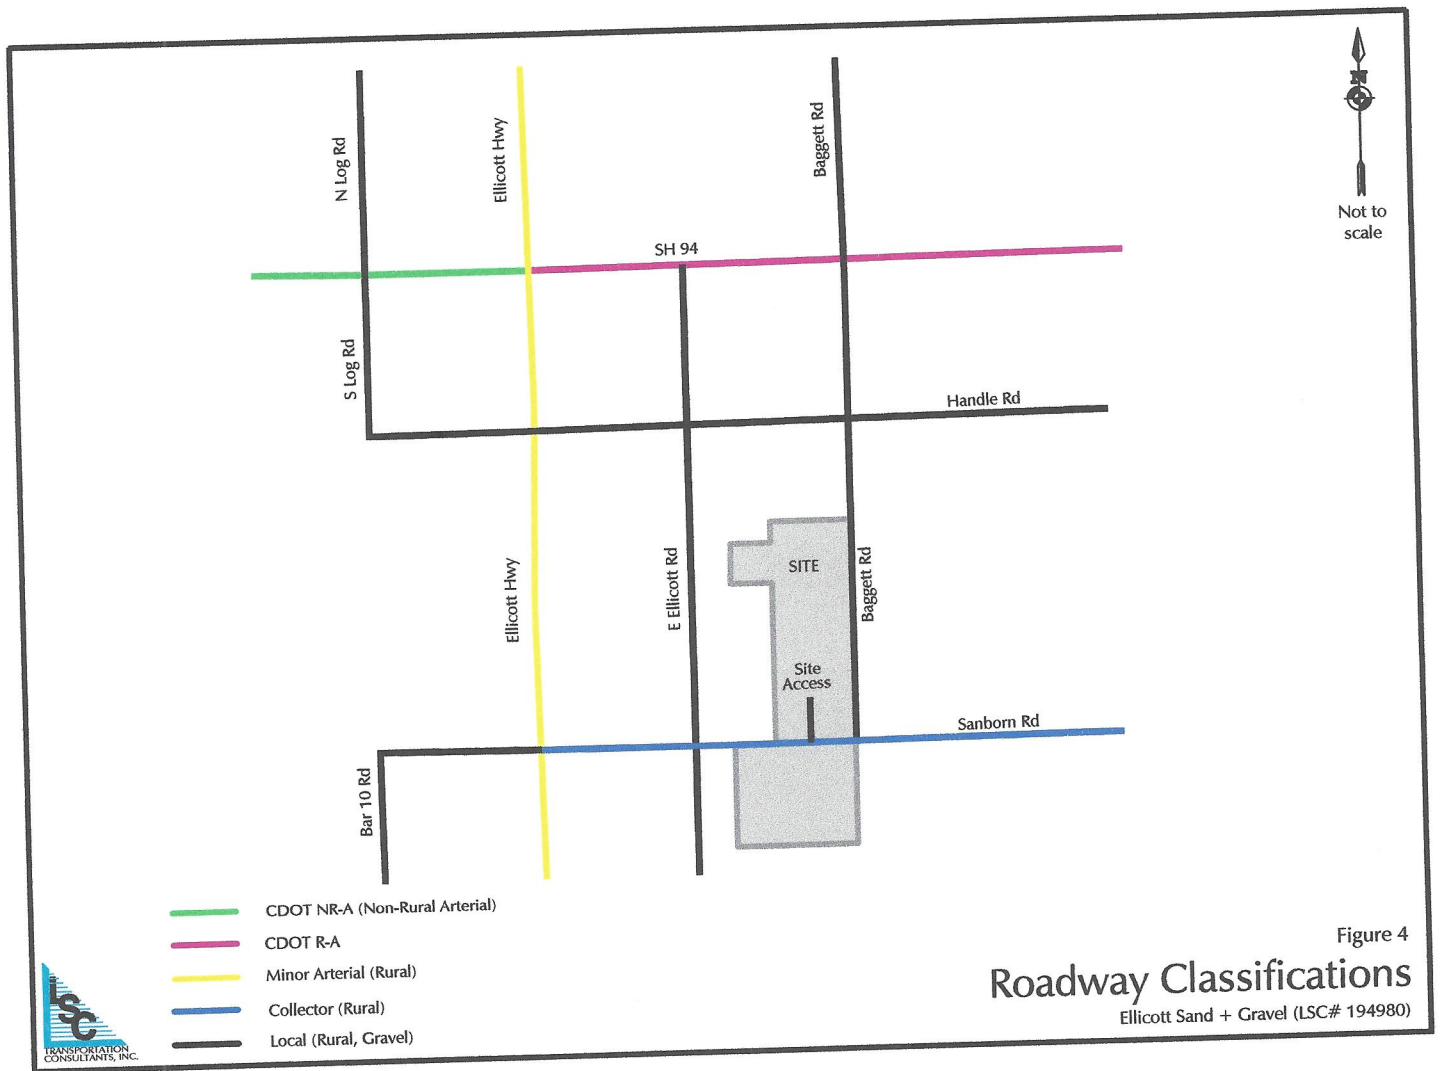 N Log Rd
Ellicott Hwy
Baggett Rd
N
Not to
scale
SH 94
S Log Rd
Handle Rd
Ellicott Hwy
E Ellicott Rd
SITE
Baggett Rd
Site
Access
Sanborn Rd
Bar 10 Rd
CDOT NR-A (Non-Rural Arterial)
CDOT R-A
Minor Arterial (Rural)
Collector (Rural)
Local (Rural, Gravel)
LSC
TRANSPORTATION
CONSULTANTS, INC.
Figure 4
Roadway Classifications
Ellicott Sand + Gravel (LSC# 194980)